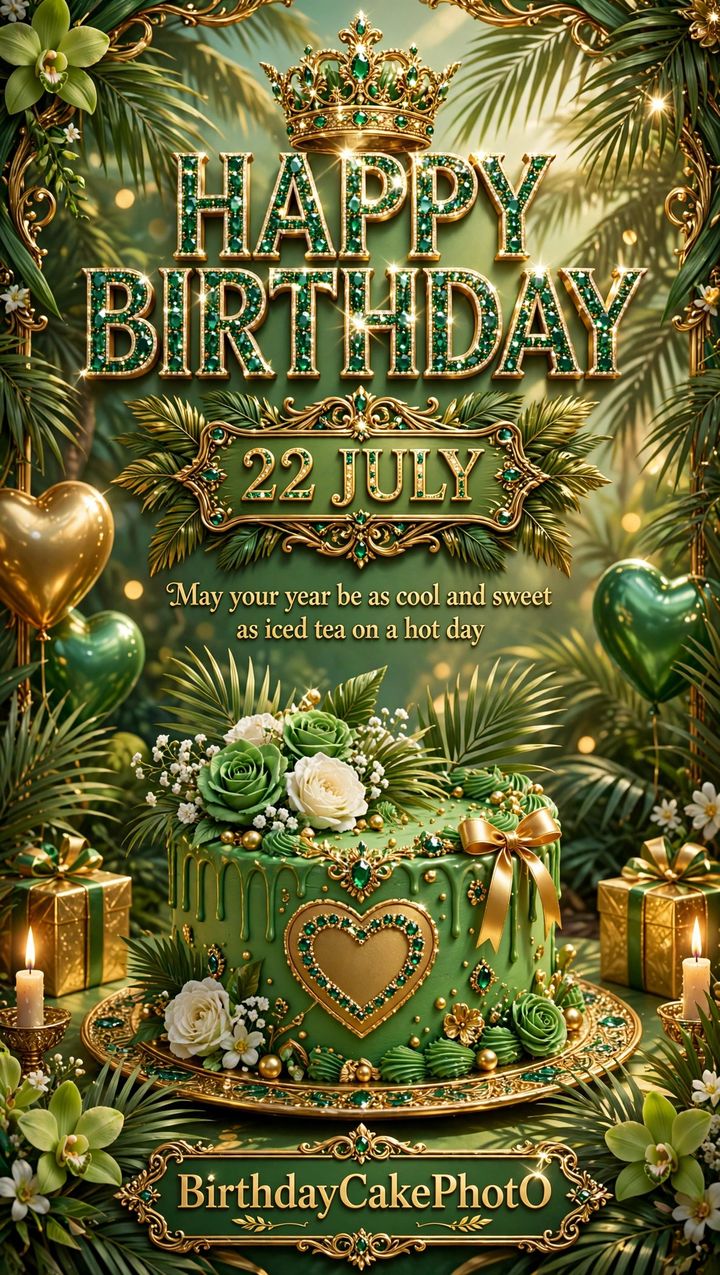 HAPPY
BIRTHDAY
22 JULY
May your year be as cool and sweet
as iced tea on a hot day
BirthdayCakePhotO